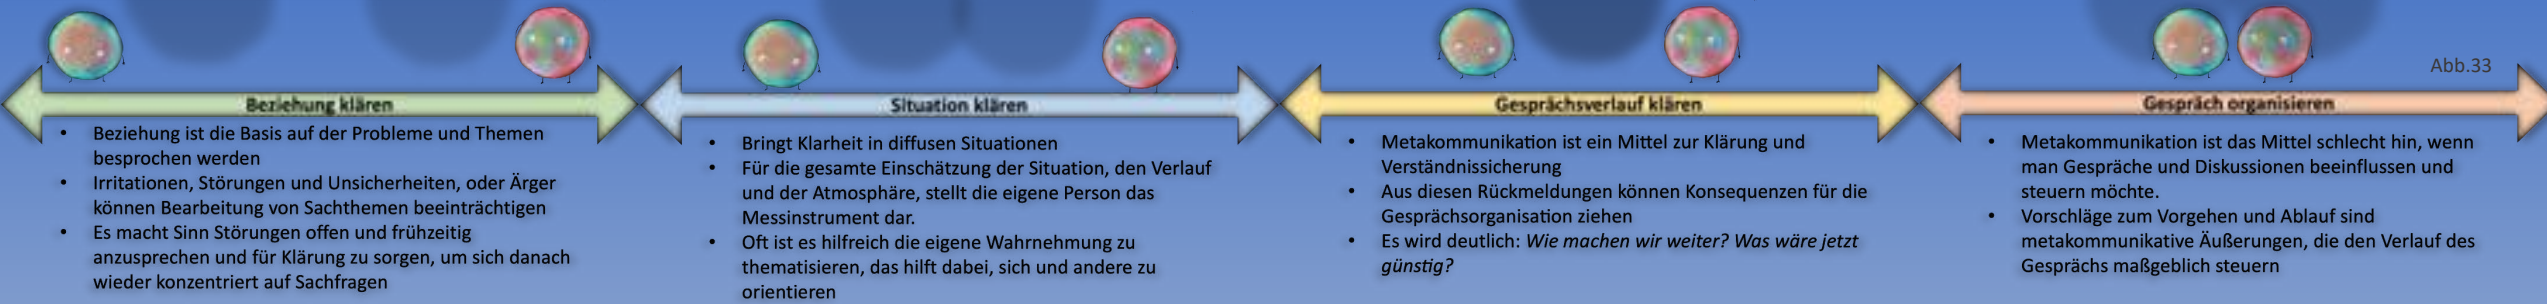 Abb.33
Beziehung klären
• Beziehung ist die Basis auf der Probleme und Themen
besprochen werden
• Irritationen, Störungen und Unsicherheiten, oder Ärger
können Bearbeitung von Sachthemen beeinträchtigen
• Es macht Sinn Störungen offen und frühzeitig
anzusprechen und für Klärung zu sorgen, um sich danach
wieder konzentriert auf Sachfragen
Situation klären
• Bringt Klarheit in diffusen Situationen
• Für die gesamte Einschätzung der Situation, den Verlauf
und der Atmosphäre, stellt die eigene Person das
Messinstrument dar.
• Oft ist es hilfreich die eigene Wahrnehmung zu
thematisieren, das hilft dabei, sich und andere zu
orientieren
Gesprächsverlauf klären
• Metakommunikation ist ein Mittel zur Klärung und
Verständnissicherung
• Aus diesen Rückmeldungen können Konsequenzen für die
Gesprächsorganisation ziehen
• Es wird deutlich: Wie machen wir weiter? Was wäre jetzt
günstig?
Gespräch organisieren
• Metakommunikation ist das Mittel schlecht hin, wenn
man Gespräche und Diskussionen beeinflussen und
steuern möchte.
• Vorschläge zum Vorgehen und Ablauf sind
metakommunikative Äußerungen, die den Verlauf des
Gesprächs maßgeblich steuern